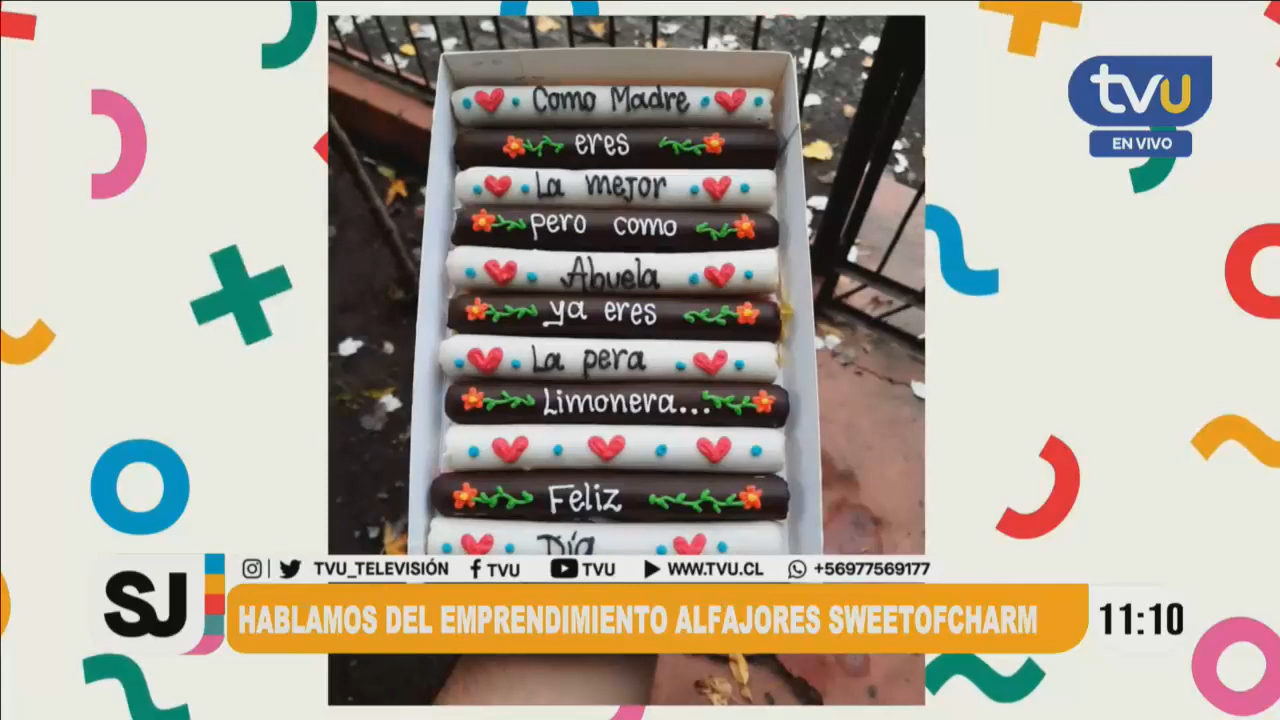 Como Madre
eres
La mejor
pero como
Abuela
ya eres
La pera
Limonera...
Feliz
Día
tvu
EN VIVO
TVU_TELEVISIÓN TVU TVU WWW.TVU.CL +56977569177
SJ
HABLAMOS DEL EMPRENDIMIENTO ALFAJORES SWEETOFCHARM
11:10